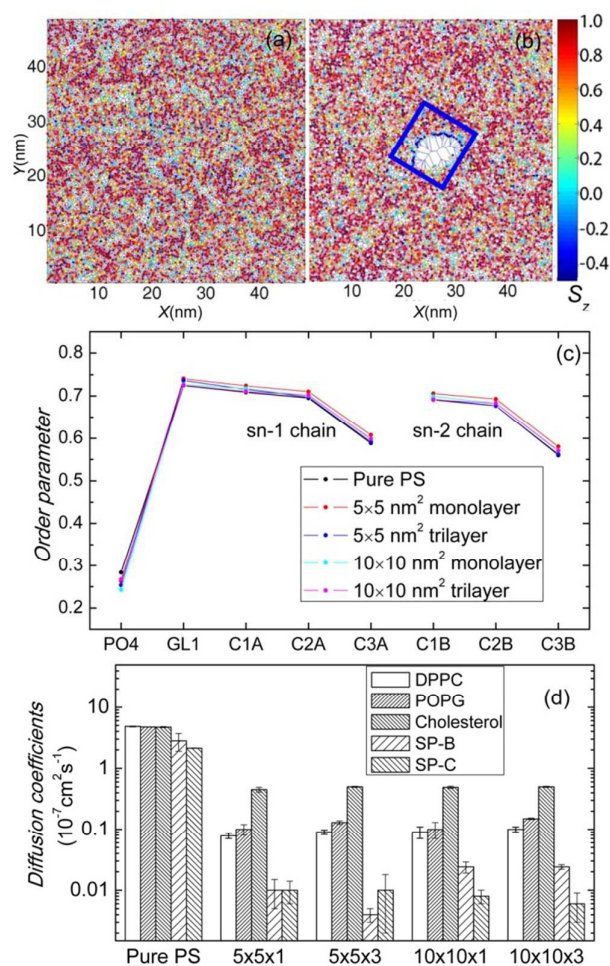 (a)
(b)
1.0
0.8
0.6
0.4
0.2
0.0
-0.2
-0.4
S_z
Y(nm)
40
30
20
10
10 20 30 40
X(nm)
10 20 30 40
X(nm)
(c)
Order parameter
0.8
0.7
0.6
0.5
0.4
0.3
0.2
sn-1 chain
sn-2 chain
Pure PS
5×5 nm² monolayer
5×5 nm² trilayer
10×10 nm² monolayer
10×10 nm² trilayer
PO4 GL1 C1A C2A C3A C1B C2B C3B
(d)
Diffusion coefficients
(10⁻⁷cm²s⁻¹)
10
1
0.1
0.01
DPPC
POPG
Cholesterol
SP-B
SP-C
Pure PS 5x5x1 5x5x3 10x10x1 10x10x3